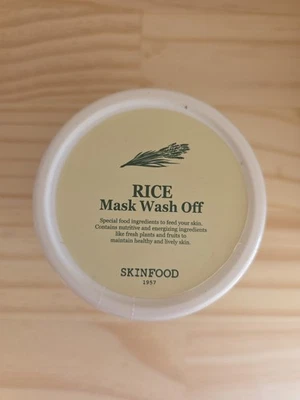 RICE
Mask Wash Off
Special food ingredients to feed your skin.
Contains nutritive and energizing ingredients
like fresh plants and fruits to
maintain healthy and lively skin.
SKINFOOD
1957